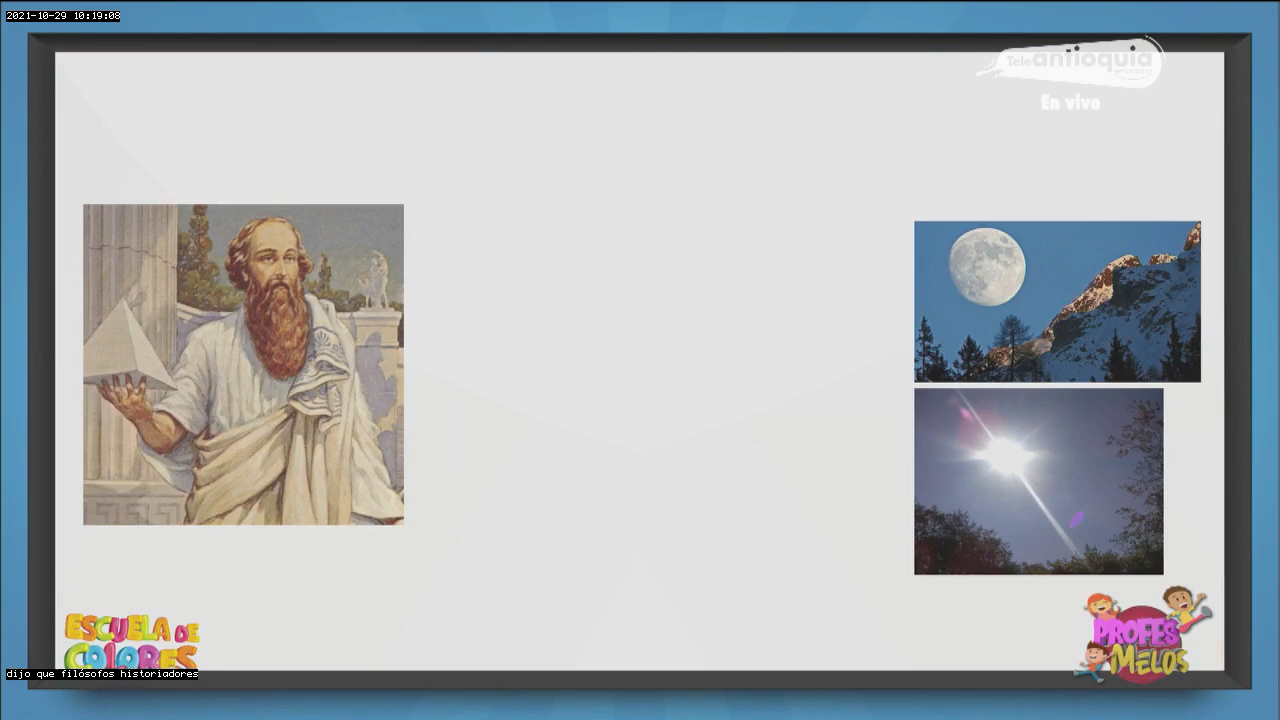 2021-10-29 10:19:08
Teleantioquia
En vivo
ESCUELA DE
COLORES
PROFES
MELOS
dijo que filósofos historiadores